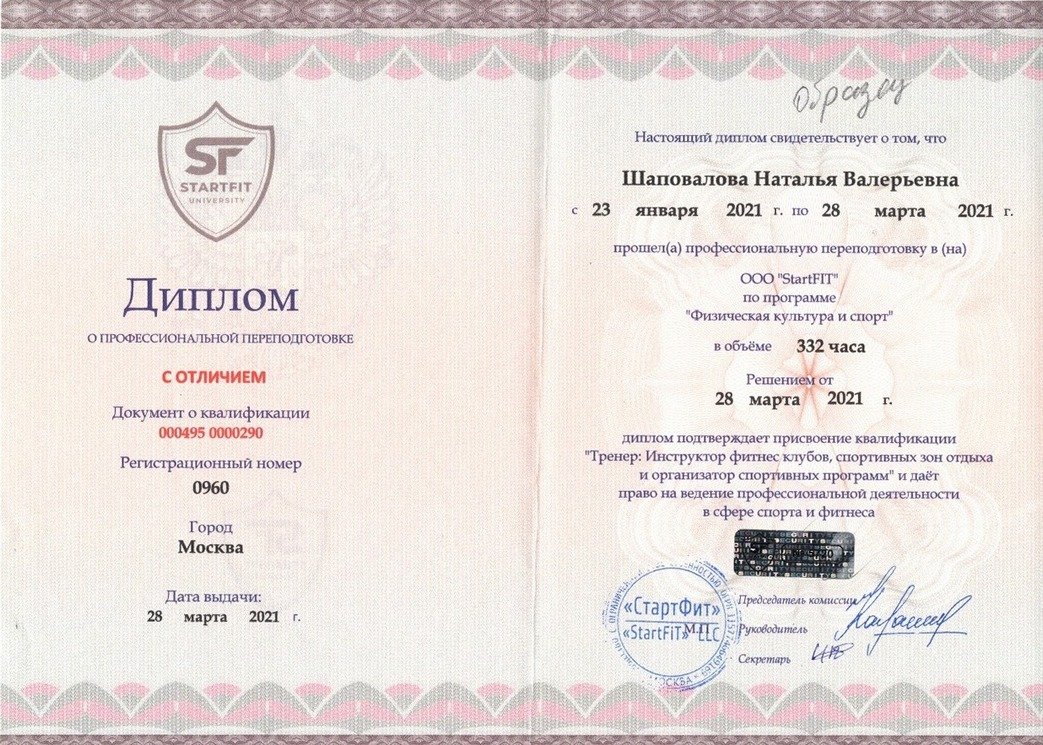 SF
STARTFIT
UNIVERSITY
Диплом
О ПРОФЕССИОНАЛЬНОЙ ПЕРЕПОДГОТОВКЕ
С ОТЛИЧИЕМ
Документ о квалификации
000495 0000290
Регистрационный номер
0960
Город
Москва
Дата выдачи:
28 марта 2021 г.
Образец
Настоящий диплом свидетельствует о том, что
Шаповалова Наталья Валерьевна
с 23 января 2021 г. по 28 марта 2021 г.
прошел(а) профессиональную переподготовку в (на)
ООО "StartFIT"
по программе
"Физическая культура и спорт"
в объёме 332 часа
Решением от
28 марта 2021 г.
диплом подтверждает присвоение квалификации
"Тренер: Инструктор фитнес клубов, спортивных зон отдыха
и организатор спортивных программ" и даёт
право на ведение профессиональной деятельности
в сфере спорта и фитнеса
Председатель комиссии
«СтартФит»
М.П. Руководитель
«StartFiT» LLC
Секретарь
МОСКВА